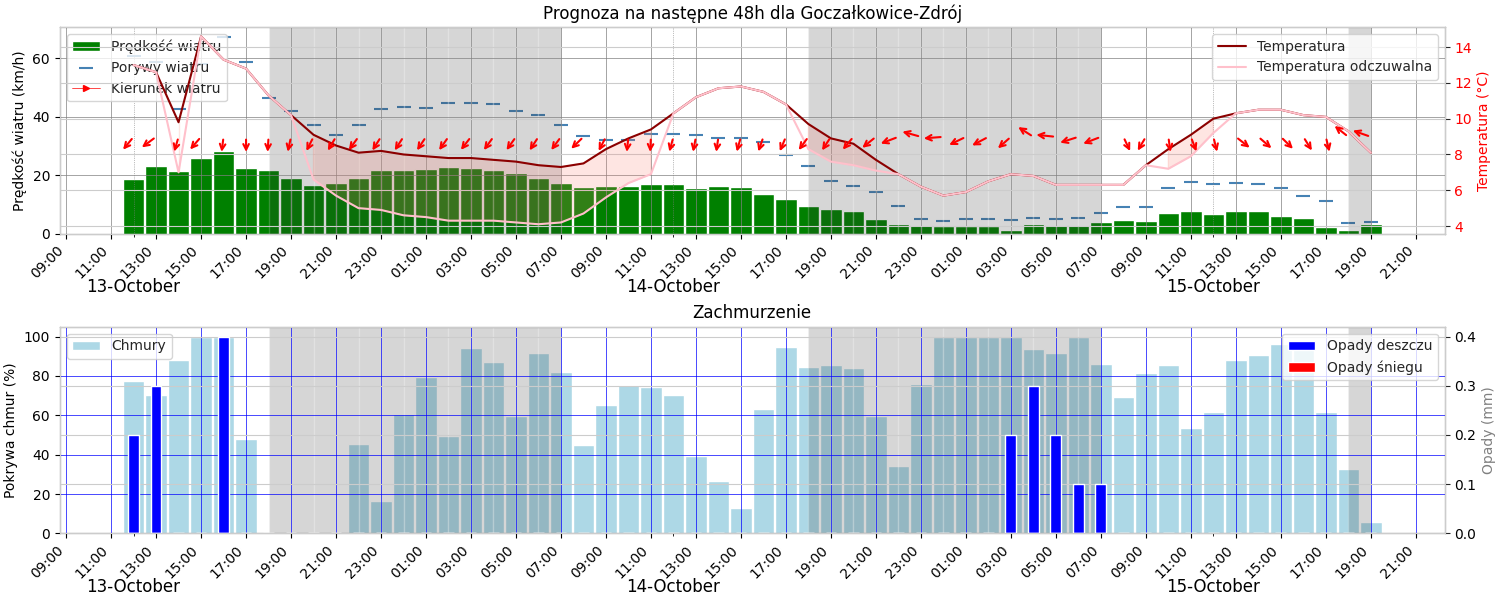 Prognoza na następne 48h dla Goczałkowice-Zdrój
Prędkość wiatru (km/h)
60
40
20
0
Prędkość wiatru
Porywy wiatru
Kierunek wiatru
Temperatura
Temperatura odczuwalna
14
12
10
8
6
4
Temperatura (°C)
09:00 11:00 13:00 15:00 17:00 19:00 21:00 23:00 01:00 03:00 05:00 07:00 09:00 11:00 13:00 15:00 17:00 19:00 21:00 23:00 01:00 03:00 05:00 07:00 09:00 11:00 13:00 15:00 17:00 19:00 21:00
13-October 14-October 15-October
Zachmurzenie
Pokrywa chmur (%)
100
80
60
40
20
0
Chmury
Opady deszczu
Opady śniegu
0.4
0.3
0.2
0.1
0.0
Opady (mm)
09:00 11:00 13:00 15:00 17:00 19:00 21:00 23:00 01:00 03:00 05:00 07:00 09:00 11:00 13:00 15:00 17:00 19:00 21:00 23:00 01:00 03:00 05:00 07:00 09:00 11:00 13:00 15:00 17:00 19:00 21:00
13-October 14-October 15-October